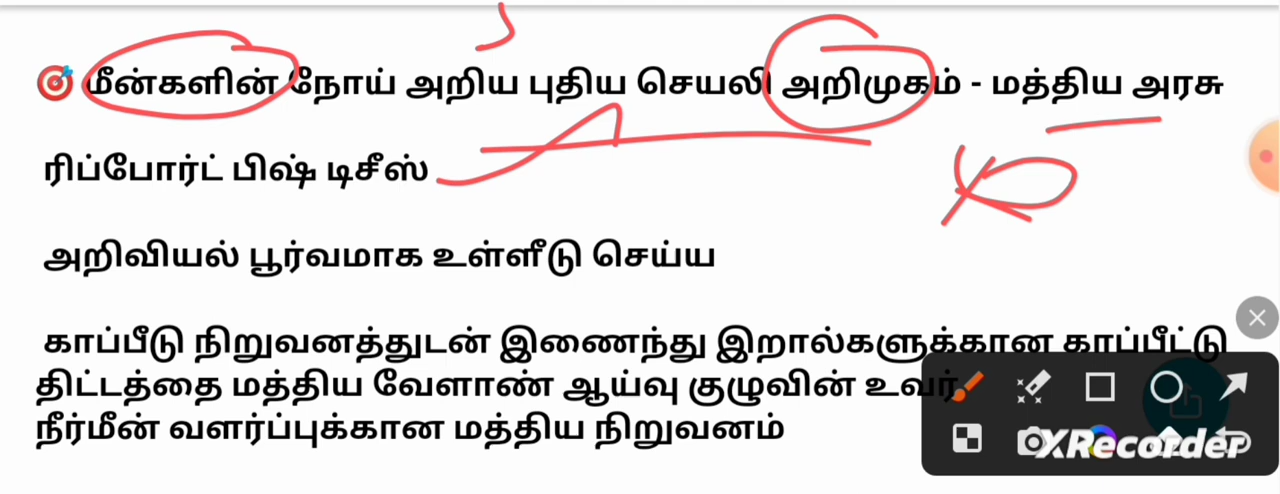 மீன்களின் நோய் அறிய புதிய செயலி அறிமுகம் - மத்திய அரசு
ரிப்போர்ட் பிஷ் டிசீஸ்
அறிவியல் பூர்வமாக உள்ளீடு செய்ய
காப்பீடு நிறுவனத்துடன் இணைந்து இறால்களுக்கான காப்பீட்டு
திட்டத்தை மத்திய வேளாண் ஆய்வு குழுவின் உவர்
நீர்மீன் வளர்ப்புக்கான மத்திய நிறுவனம்
XRecorder